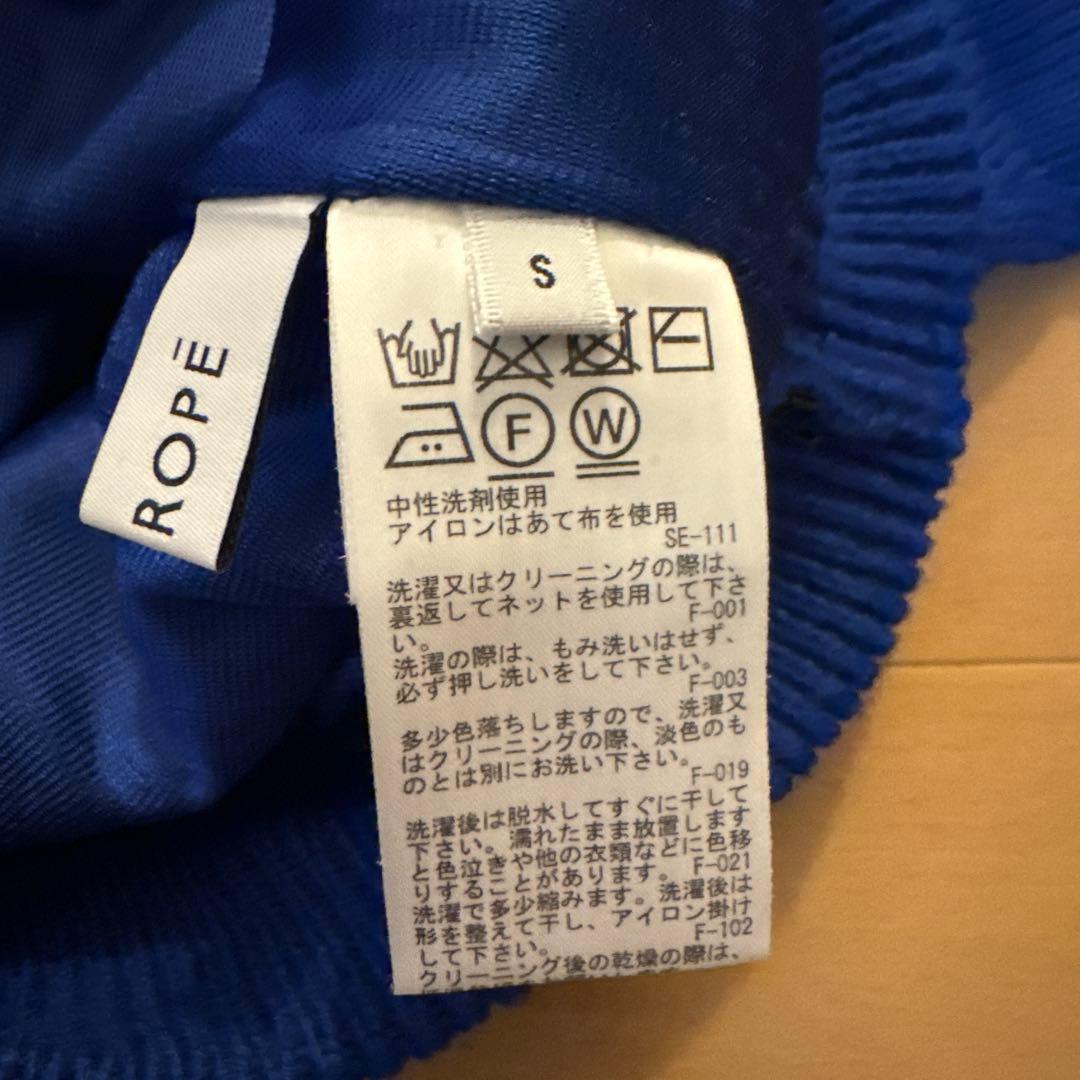 ROPĒ
S
F
W
中性洗剤使用
アイロンはあて布を使用
SE-111
洗濯又はクリーニングの際は、
裏返してネットを使用して下さ
い。
F-001
洗濯の際は、もみ洗いはせず、
必ず押し洗いをして下さい。
F-003
多少色落ちしますので、洗濯又
はクリーニングの際、淡色のも
のとは別にお洗い下さい。
F-019
洗濯後は脱水してすぐに干して
下さい。濡れたまま放置します
と色泣きや他の衣類などに色移
りすることがあります。
F-021
洗濯で多少縮みます。洗濯後は
形を整えて干し、アイロン掛け
して下さい。
F-102
クリーニング後の乾燥の際は、